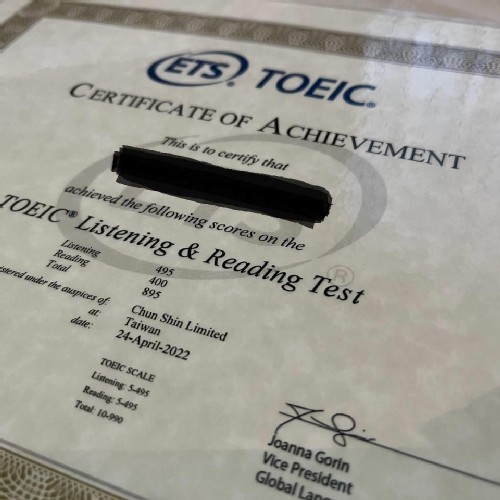 ETS® TOEIC®
CERTIFICATE OF ACHIEVEMENT
This is to certify that
achieved the following scores on the
TOEIC® Listening & Reading Test
Listening 495
Reading 400
Total 895
under the auspices of: Chun Shin Limited
at: Taiwan
date: 24-April-2022
TOEIC SCALE
Listening: 5-495
Reading: 5-495
Total: 10-990
Joanna Gorin
Vice President
Global